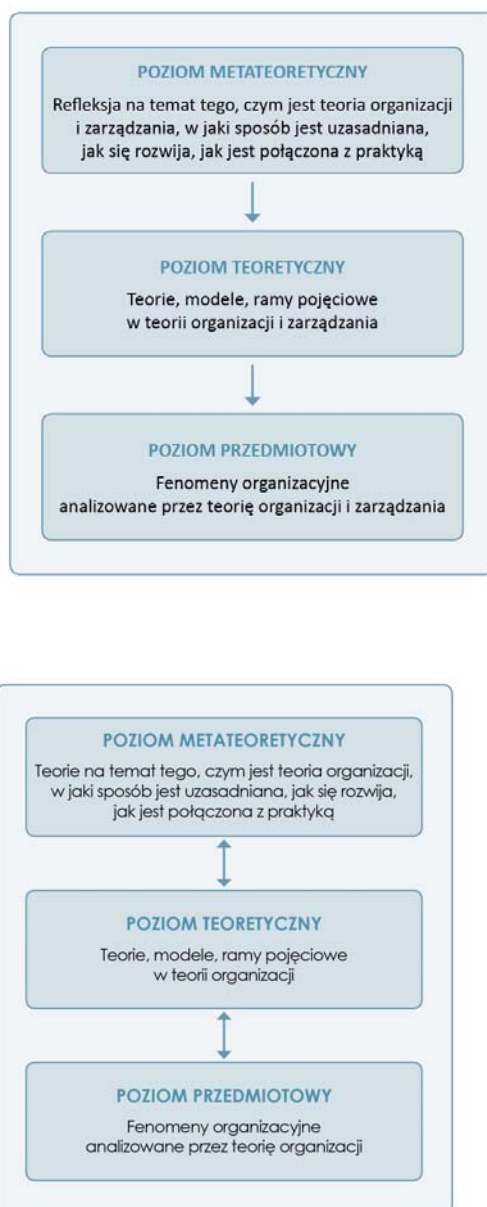 POZIOM METATEORETYCZNY
Refleksja na temat tego, czym jest teoria organizacji
i zarządzania, w jaki sposób jest uzasadniana,
jak się rozwija, jak jest połączona z praktyką
POZIOM TEORETYCZNY
Teorie, modele, ramy pojęciowe
w teorii organizacji i zarządzania
POZIOM PRZEDMIOTOWY
Fenomeny organizacyjne
analizowane przez teorię organizacji i zarządzania
POZIOM METATEORETYCZNY
Teorie na temat tego, czym jest teoria organizacji,
w jaki sposób jest uzasadniana, jak się rozwija,
jak jest połączona z praktyką
POZIOM TEORETYCZNY
Teorie, modele, ramy pojęciowe
w teorii organizacji
POZIOM PRZEDMIOTOWY
Fenomeny organizacyjne
analizowane przez teorię organizacji